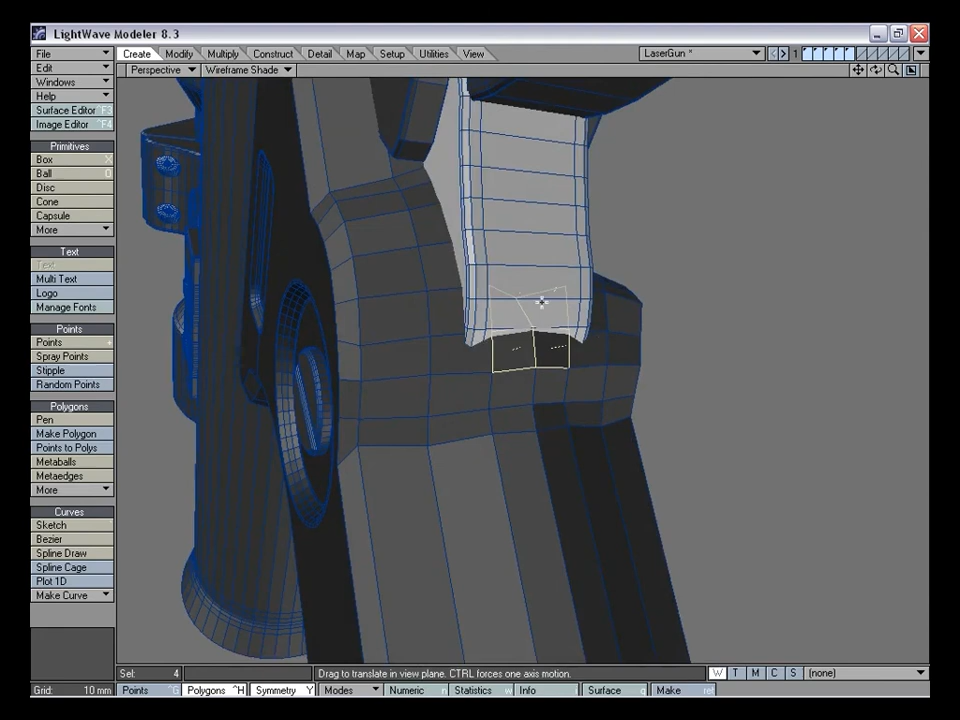 LightWave Modeler 8.3
File Create Modify Multiply Construct Detail Map Setup Utilities View LaserGun * 1
Edit Perspective Wireframe Shade
Windows
Help
Surface Editor F3
Image Editor ^F4
Primitives
Box X
Ball O
Disc
Cone
Capsule
More
Text
Text
Multi Text
Logo
Manage Fonts
Points
Points +
Spray Points
Stipple
Random Points
Polygons
Pen
Make Polygon
Points to Polys
Metaballs
Metaedges
More
Curves
Sketch
Bezier
Spline Draw
Spline Cage
Plot 1D
Make Curve
Sel: 4 Drag to translate in view plane. CTRL forces one axis motion. W T M C S (none)
Grid: 10 mm Points ^G Polygons ^H Symmetry Y Modes Numeric n Statistics w Info i Surface q Make ret